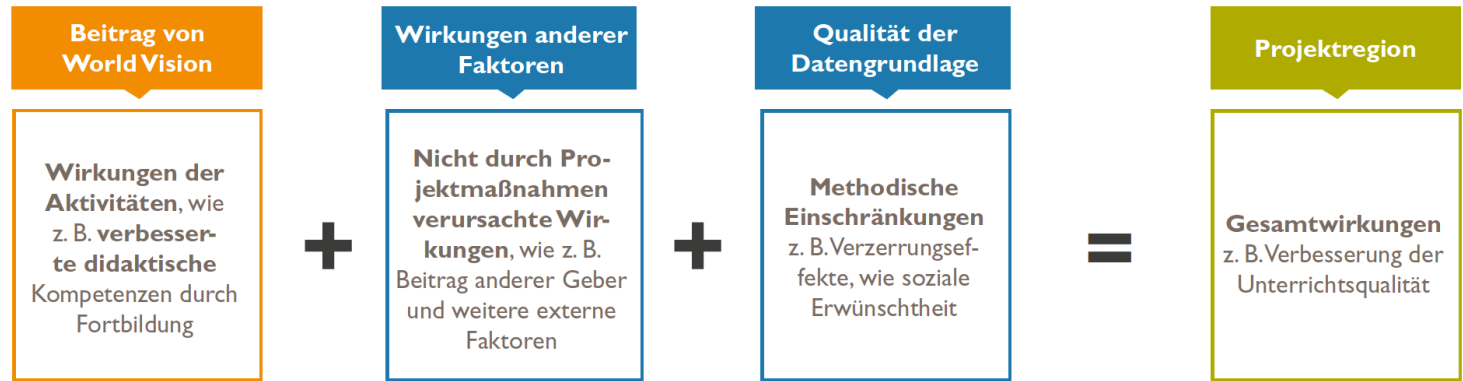 Beitrag von
World Vision
Wirkungen der
Aktivitäten, wie
z. B. verbesser-
te didaktische
Kompetenzen durch
Fortbildung
+
Wirkungen anderer
Faktoren
Nicht durch Pro-
jektmaßnahmen
verursachte Wir-
kungen, wie z. B.
Beitrag anderer Geber
und weitere externe
Faktoren
+
Qualität der
Datengrundlage
Methodische
Einschränkungen
z. B. Verzerrungsef-
fekte, wie soziale
Erwünschtheit
=
Projektregion
Gesamtwirkungen
z. B. Verbesserung der
Unterrichtsqualität